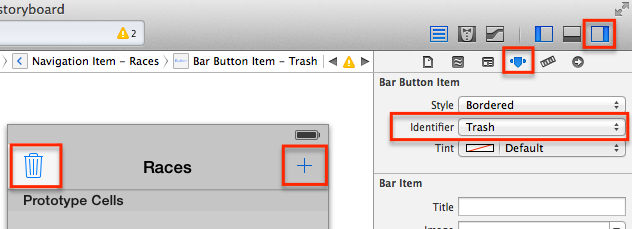 storyboard
2
Navigation Item – Races Bar Button Item – Trash
Bar Button Item
Style Bordered
Identifier Trash
Tint Default
Races
Prototype Cells
Bar Item
Title